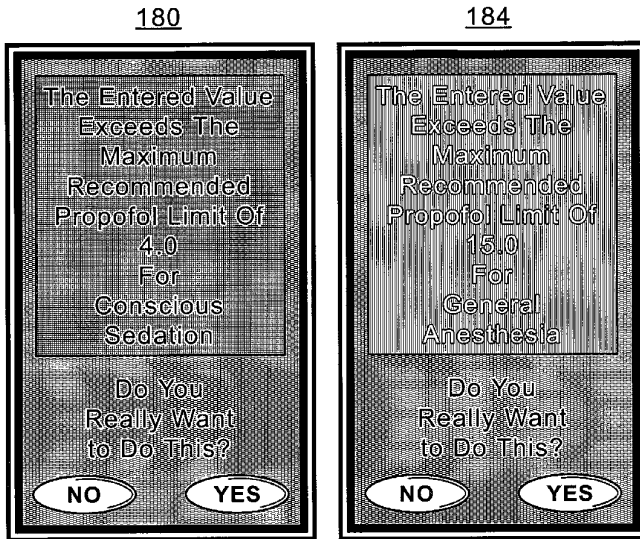 180
The Entered Value
Exceeds The
Maximum
Recommended
Propofol Limit Of
4.0
For
Conscious
Sedation
Do You
Really Want
to Do This?
NO
YES
184
The Entered Value
Exceeds The
Maximum
Recommended
Propofol Limit Of
15.0
For
General
Anesthesia
Do You
Really Want
to Do This?
NO
YES